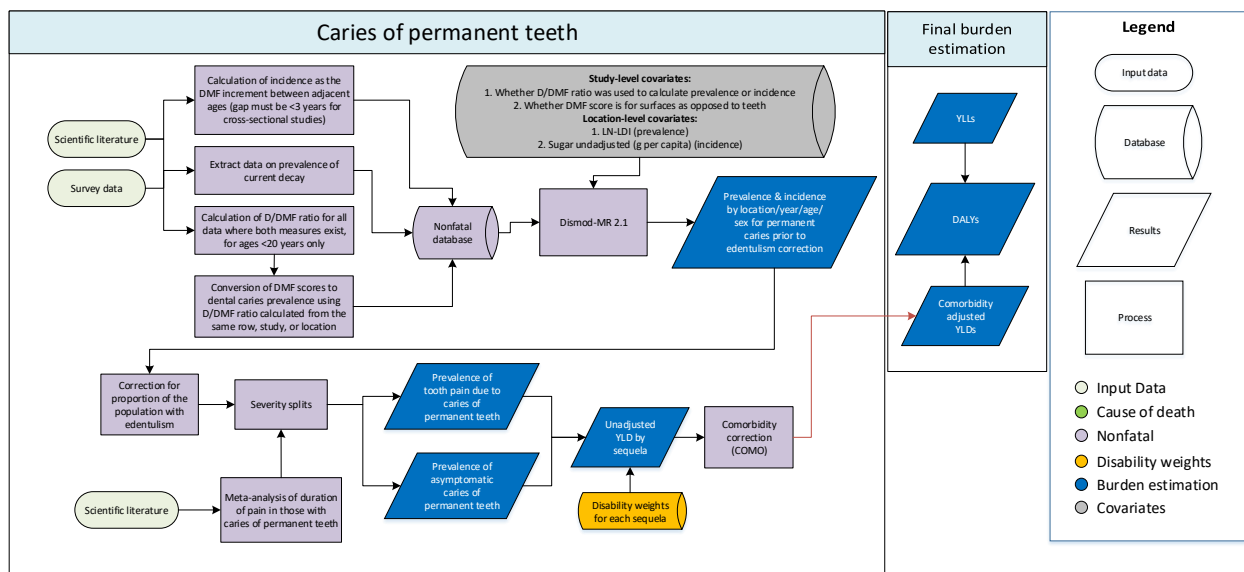 Caries of permanent teeth
Final burden
estimation
Legend
Calculation of incidence as the
DMF increment between adjacent
ages (gap must be <3 years for
cross-sectional studies)
Scientific literature
Survey data
Extract data on prevalence of
current decay
Calculation of D/DMF ratio for all
data where both measures exist,
for ages <20 years only
Conversion of DMF scores to
dental caries prevalence using
D/DMF ratio calculated from the
same row, study, or location
Nonfatal
database
Study-level covariates:
1. Whether D/DMF ratio was used to calculate prevalence or incidence
2. Whether DMF score is for surfaces as opposed to teeth
Location-level covariates:
1. LN-LDI (prevalence)
2. Sugar undadjusted (g per capita) (incidence)
Dismod-MR 2.1
Prevalence & incidence
by location/year/age/
sex for permanent
caries prior to
edentulism correction
YLLs
DALYs
Comorbidity
adjusted
YLDs
Correction for
proportion of the
population with
edentulism
Severity splits
Prevalence of
tooth pain due to
caries of
permanent teeth
Prevalence of
asymptomatic
caries of
permanent teeth
Unadjusted
YLD by
sequela
Comorbidity
correction
(COMO)
Scientific literature
Meta-analysis of duration
of pain in those with
caries of permanent teeth
Disability weights
for each sequela
Input data
Database
Results
Process
Input Data
Cause of death
Nonfatal
Disability weights
Burden estimation
Covariates